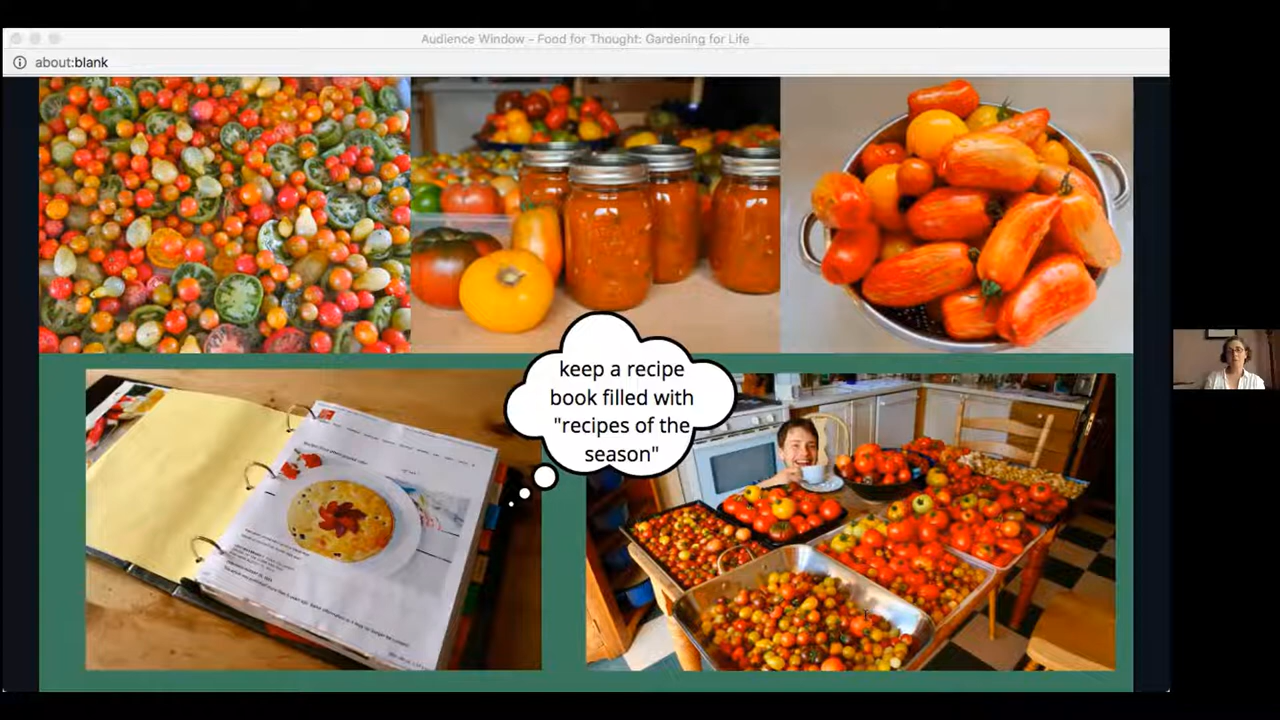 Audience Window - Food for Thought: Gardening for Life
about:blank
keep a recipe
book filled with
"recipes of the
season"